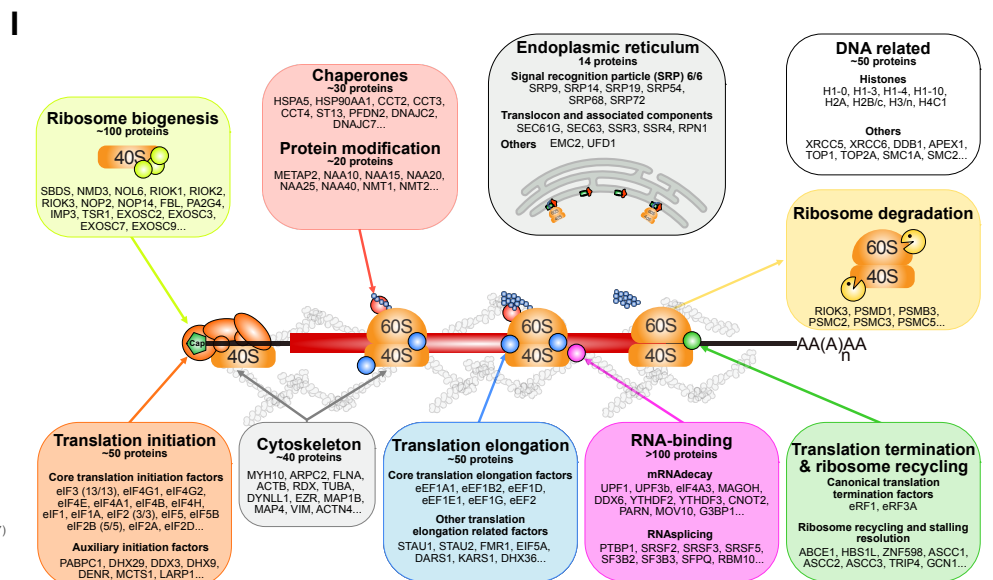 I
Ribosome biogenesis
~100 proteins
40S
SBDS, NMD3, NOL6, RIOK1, RIOK2,
RIOK3, NOP2, NOP14, FBL, PA2G4,
IMP3, TSR1, EXOSC2, EXOSC3,
EXOSC7, EXOSC9...
Chaperones
~30 proteins
HSPA5, HSP90AA1, CCT2, CCT3,
CCT4, ST13, PFDN2, DNAJC2,
DNAJC7...
Protein modification
~20 proteins
METAP2, NAA10, NAA15, NAA20,
NAA25, NAA40, NMT1, NMT2...
Endoplasmic reticulum
14 proteins
Signal recognition particle (SRP) 6/6
SRP9, SRP14, SRP19, SRP54,
SRP68, SRP72
Translocon and associated components
SEC61G, SEC63, SSR3, SSR4, RPN1
Others EMC2, UFD1
DNA related
~50 proteins
Histones
H1-0, H1-3, H1-4, H1-10,
H2A, H2B/c, H3/n, H4C1
Others
XRCC5, XRCC6, DDB1, APEX1,
TOP1, TOP2A, SMC1A, SMC2...
Ribosome degradation
60S
40S
RIOK3, PSMD1, PSMB3,
PSMC2, PSMC3, PSMC5...
Cap
40S
60S
40S
60S
40S
60S
40S
AA(A)nAA
Translation initiation
~50 proteins
Core translation initiation factors
eIF3 (13/13), eIF4G1, eIF4G2,
eIF4E, eIF4A1, eIF4B, eIF4H,
eIF1, eIF1A, eIF2 (3/3), eIF5, eIF5B
eIF2B (5/5), eIF2A, eIF2D...
Auxiliary initiation factors
PABPC1, DHX29, DDX3, DHX9,
DENR, MCTS1, LARP1...
Cytoskeleton
~40 proteins
MYH10, ARPC2, FLNA,
ACTB, RDX, TUBA,
DYNLL1, EZR, MAP1B,
MAP4, VIM, ACTN4...
Translation elongation
~50 proteins
Core translation elongation factors
eEF1A1, eEF1B2, eEF1D,
eEF1E1, eEF1G, eEF2
Other translation
elongation related factors
STAU1, STAU2, FMR1, EIF5A,
DARS1, KARS1, DHX36...
RNA-binding
>100 proteins
mRNAdecay
UPF1, UPF3b, eIF4A3, MAGOH,
DDX6, YTHDF2, YTHDF3, CNOT2,
PARN, MOV10, G3BP1...
RNAsplicing
PTBP1, SRSF2, SRSF3, SRSF5,
SF3B2, SF3B3, SFPQ, RBM10...
Translation termination
& ribosome recycling
Canonical translation
termination factors
eRF1, eRF3A
Ribosome recycling and stalling
resolution
ABCE1, HBS1L, ZNF598, ASCC1,
ASCC2, ASCC3, TRIP4, GCN1...